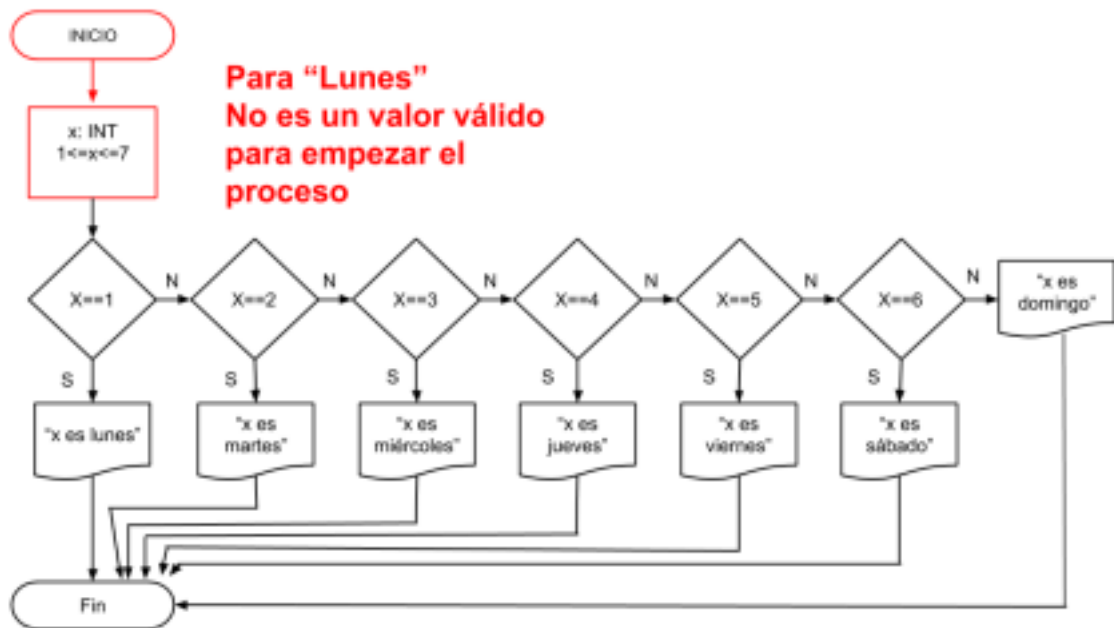 INICIO
Para “Lunes”
No es un valor válido
para empezar el
proceso
x: INT
1<=x<=7
X==1
N
X==2
N
X==3
N
X==4
N
X==5
N
X==6
N
“x es
domingo”
S
S
S
S
S
S
“x es lunes”
“x es
martes”
“x es
miércoles”
“x es
jueves”
“x es
viernes”
“x es
sábado”
Fin